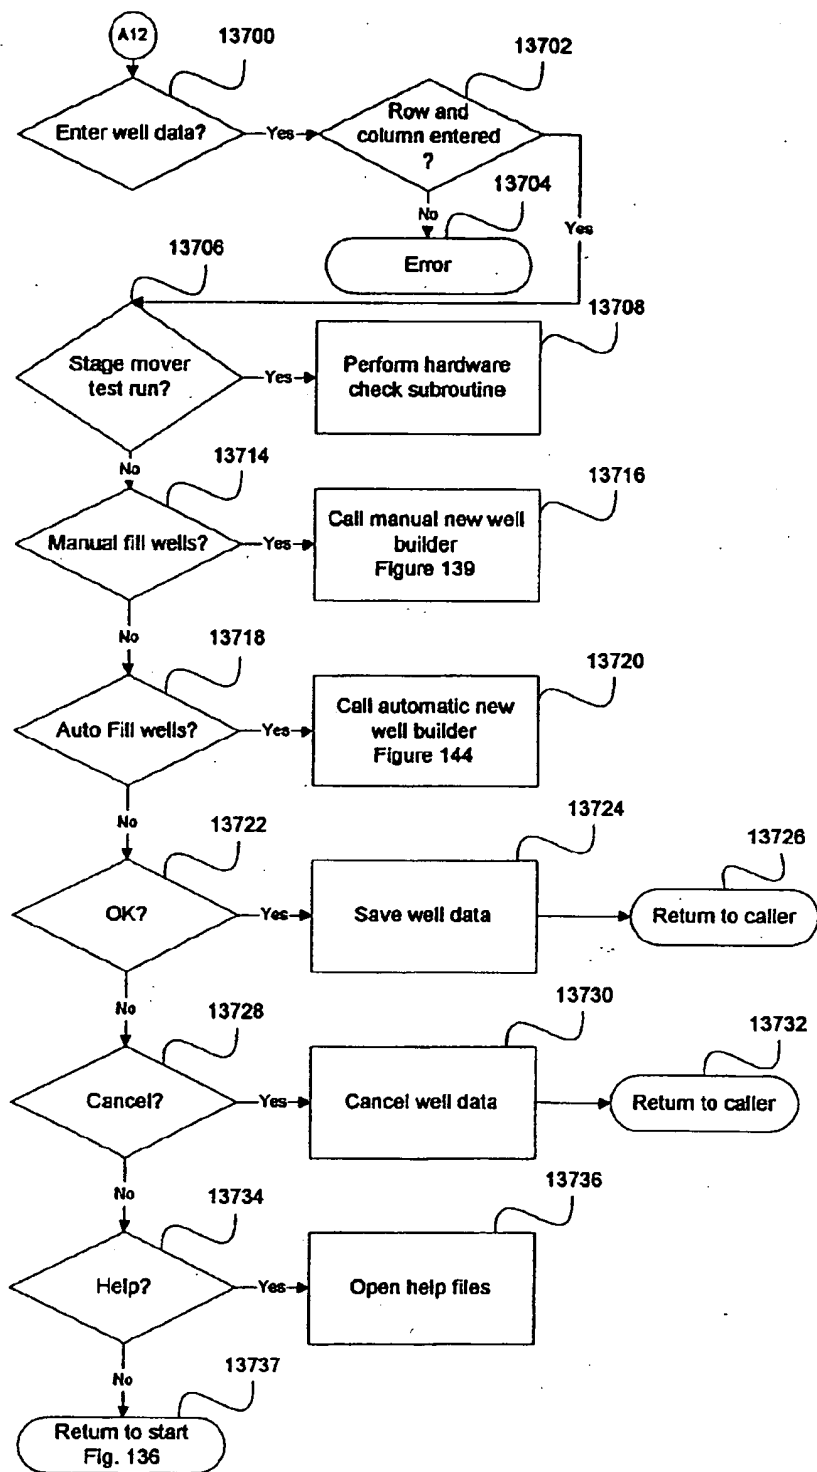 A12
13700
13702
Enter well data?
Yes
Row and
column entered
?
No
13704
Yes
Error
13706
13708
Stage mover
test run?
Yes
Perform hardware
check subroutine
No
13714
13716
Manual fill wells?
Yes
Call manual new well
builder
Figure 139
No
13718
13720
Auto Fill wells?
Yes
Call automatic new
well builder
Figure 144
No
13722
13724
13726
OK?
Yes
Save well data
Return to caller
No
13728
13730
13732
Cancel?
Yes
Cancel well data
Return to caller
No
13734
13736
Help?
Yes
Open help files
No
13737
Return to start
Fig. 136